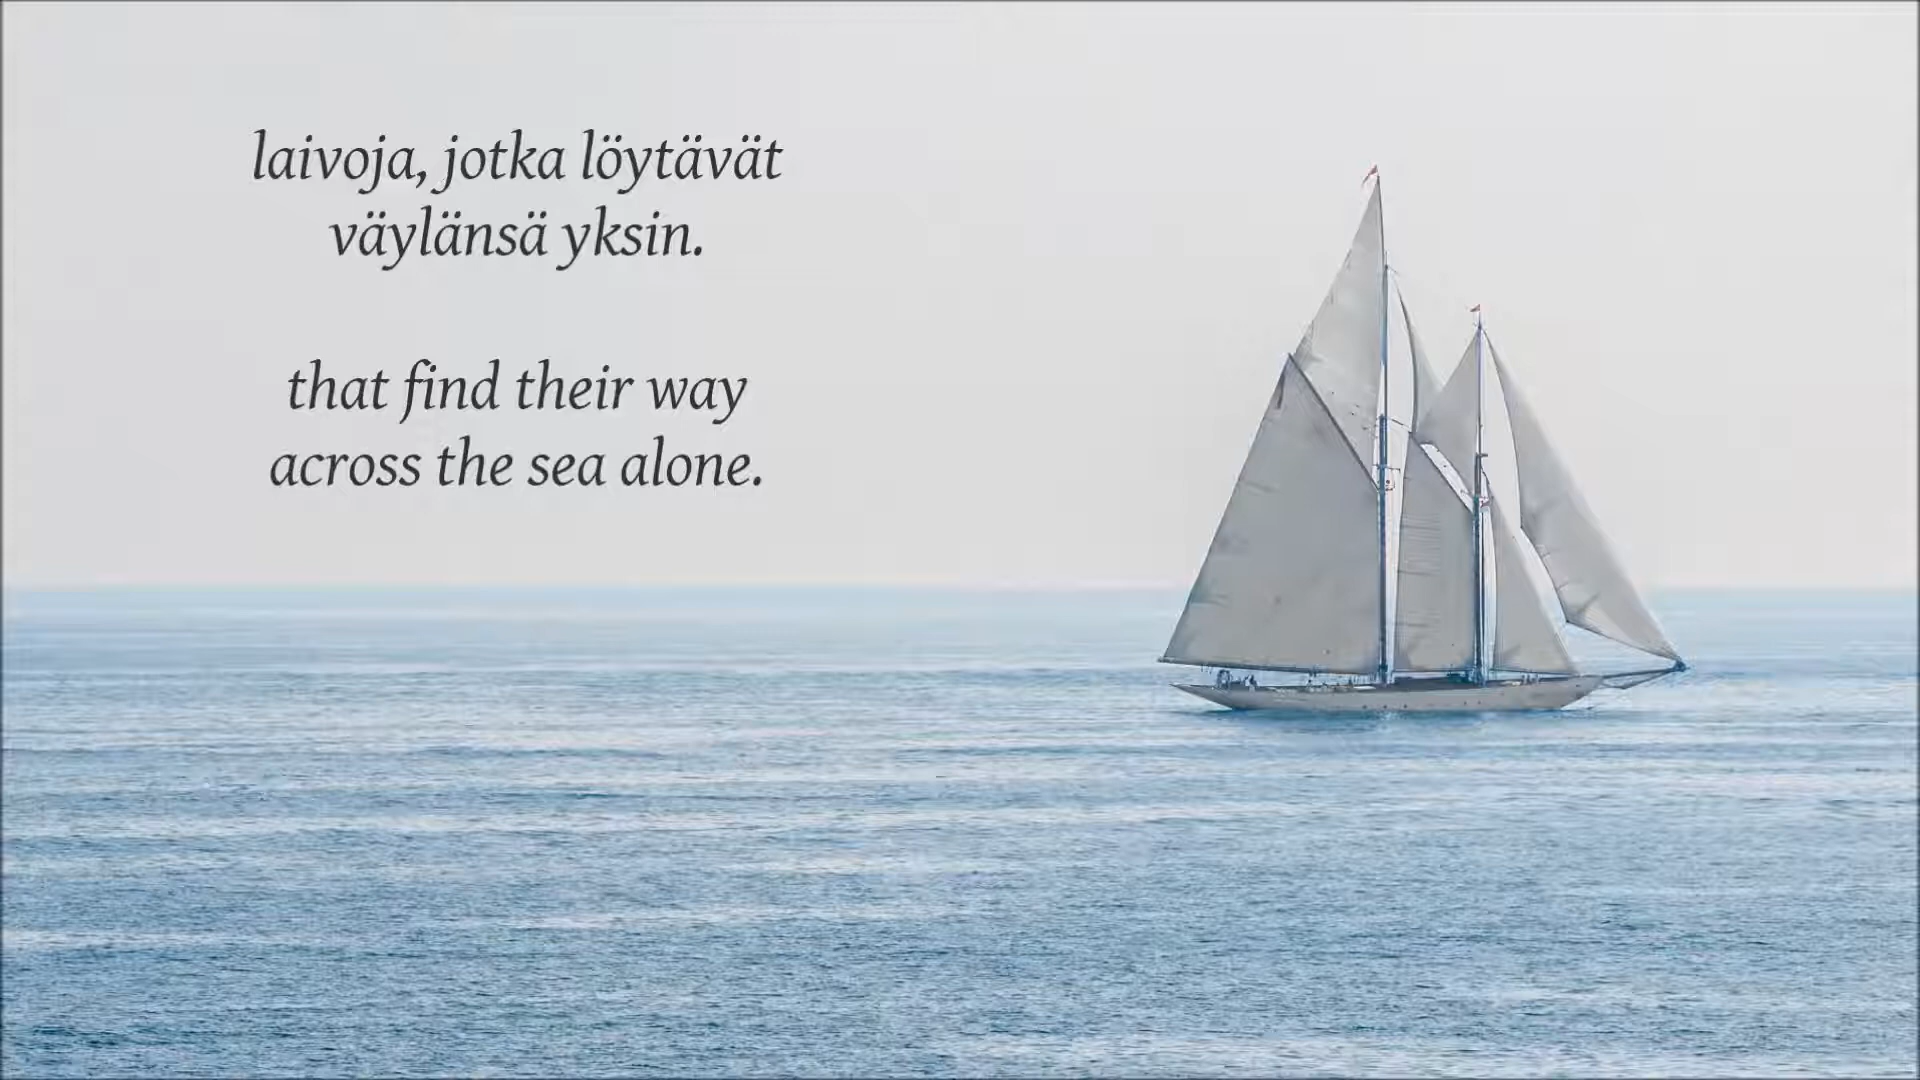 laivoja, jotka löytävät
väylänsä yksin.
that find their way
across the sea alone.